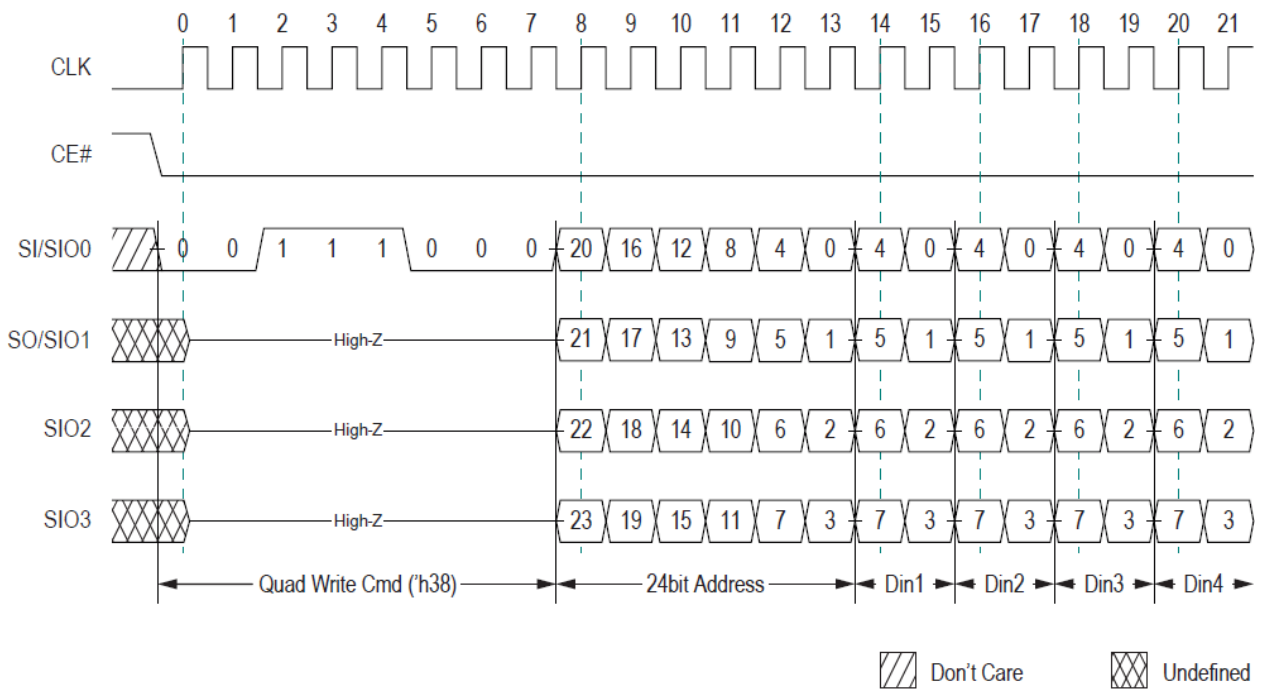 0 1 2 3 4 5 6 7 8 9 10 11 12 13 14 15 16 17 18 19 20 21
CLK
CE#
SI/SIO0 0 0 1 1 1 0 0 0 20 16 12 8 4 0 4 0 4 0 4 0 4 0
SO/SIO1 High-Z 21 17 13 9 5 1 5 1 5 1 5 1 5 1
SIO2 High-Z 22 18 14 10 6 2 6 2 6 2 6 2 6 2
SIO3 High-Z 23 19 15 11 7 3 7 3 7 3 7 3 7 3
Quad Write Cmd ('h38) 24bit Address Din1 Din2 Din3 Din4
Don't Care Undefined